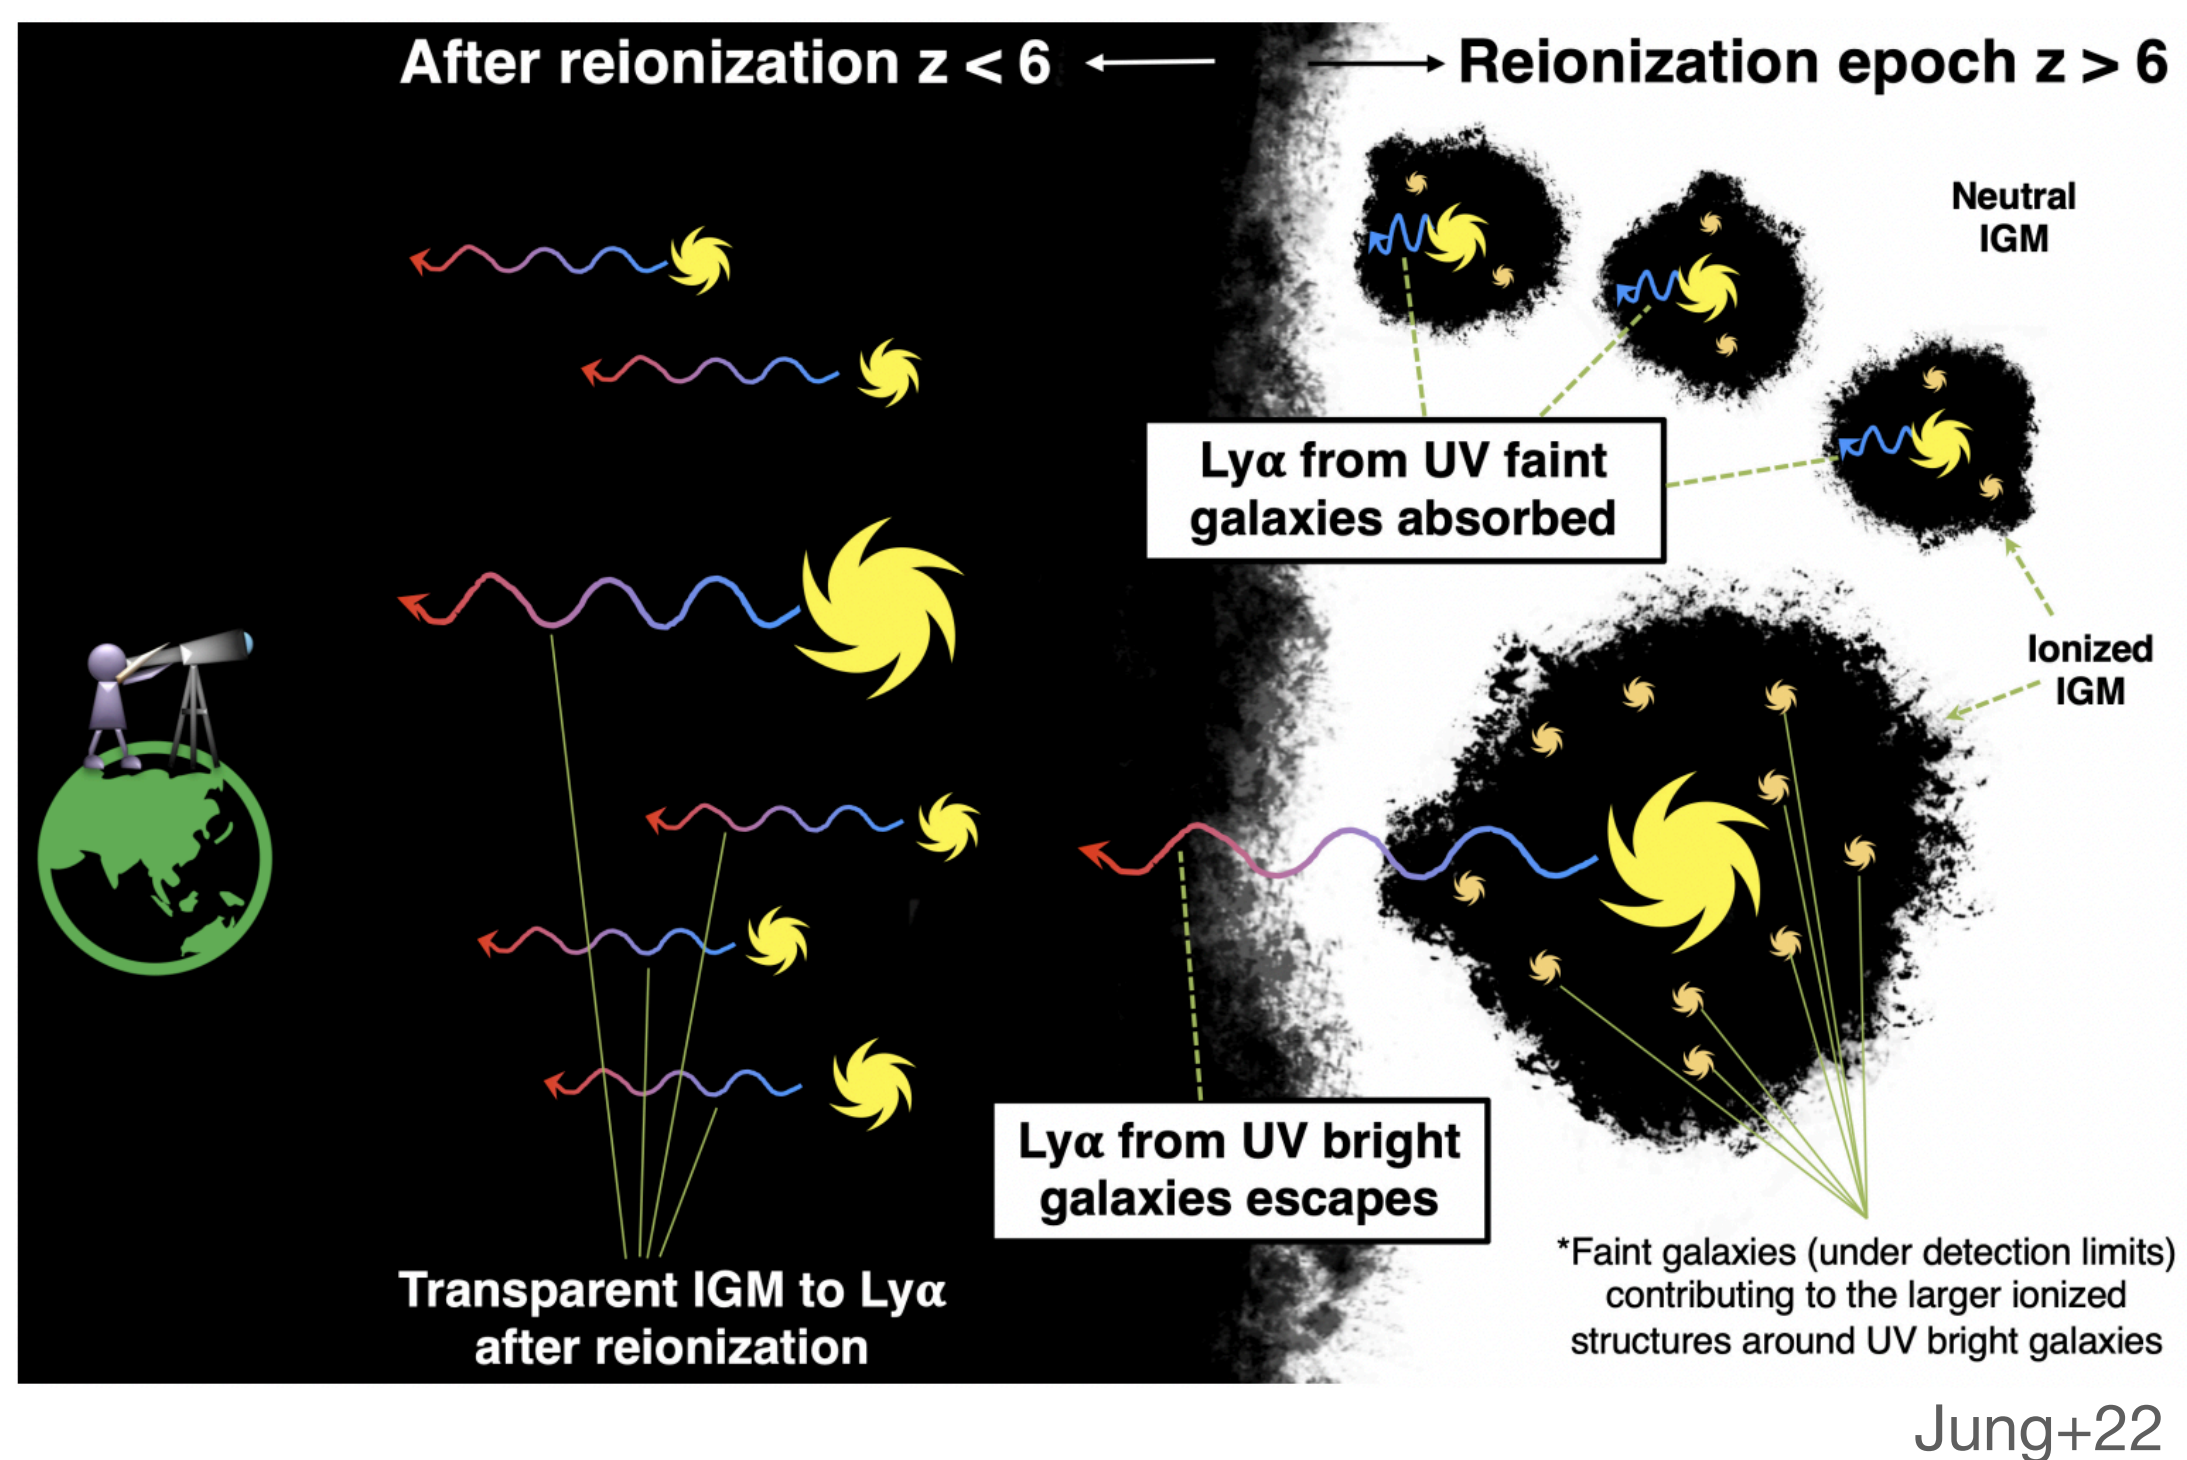 After reionization z < 6
Reionization epoch z > 6
Neutral
IGM
Lyα from UV faint
galaxies absorbed
Ionized
IGM
Lyα from UV bright
galaxies escapes
Transparent IGM to Lyα
after reionization
*Faint galaxies (under detection limits)
contributing to the larger ionized
structures around UV bright galaxies
Jung+22